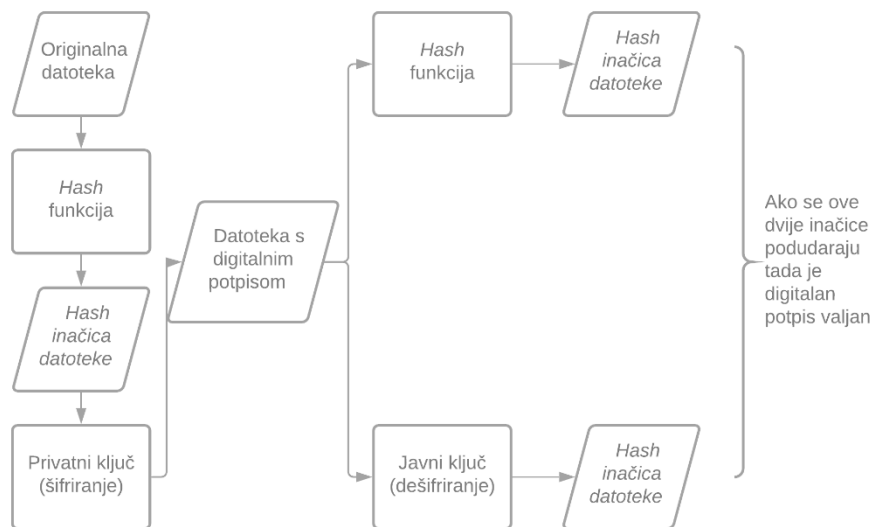 Originalna
datoteka
Hash
funkcija
Hash
inačica
datoteke
Privatni ključ
(šifriranje)
Datoteka s
digitalnim
potpisom
Hash
funkcija
Hash
inačica
datoteke
Javni ključ
(dešifriranje)
Hash
inačica
datoteke
Ako se ove
dvije inačice
podudaraju
tada je
digitalan
potpis valjan